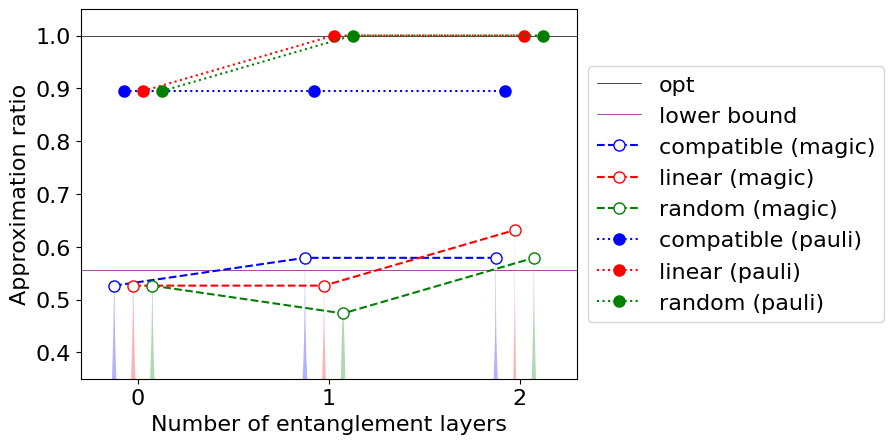 Approximation ratio
1.0
0.9
0.8
0.7
0.6
0.5
0.4
0
1
2
Number of entanglement layers
opt
lower bound
compatible (magic)
linear (magic)
random (magic)
compatible (pauli)
linear (pauli)
random (pauli)